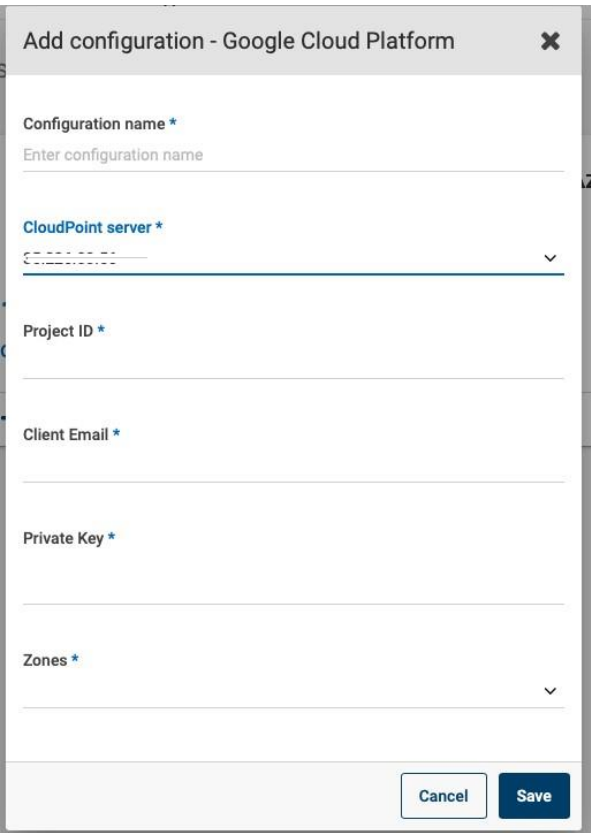 Add configuration - Google Cloud Platform
Configuration name *
Enter configuration name
CloudPoint server *
Project ID *
Client Email *
Private Key *
Zones *
Cancel
Save